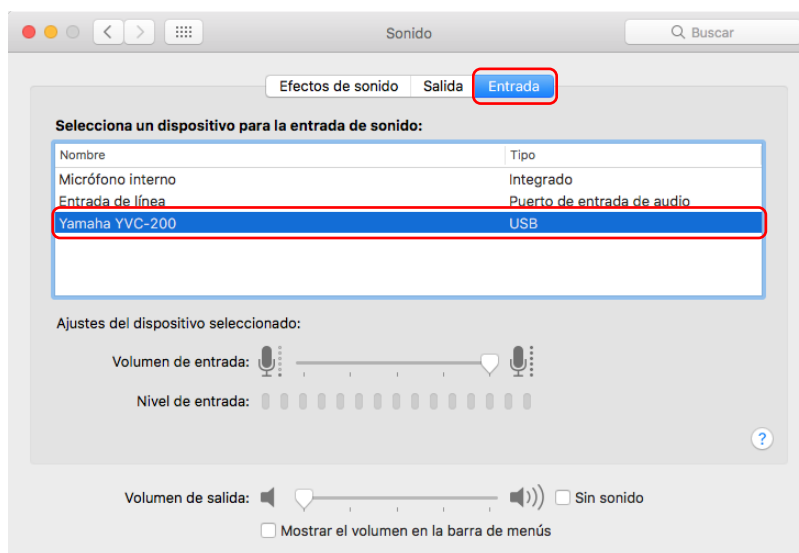 Sonido
Buscar
Efectos de sonido Salida Entrada
Selecciona un dispositivo para la entrada de sonido:
Nombre Tipo
Micrófono interno Integrado
Entrada de línea Puerto de entrada de audio
Yamaha YVC-200 USB
Ajustes del dispositivo seleccionado:
Volumen de entrada:
Nivel de entrada:
?
Volumen de salida: Sin sonido
Mostrar el volumen en la barra de menús